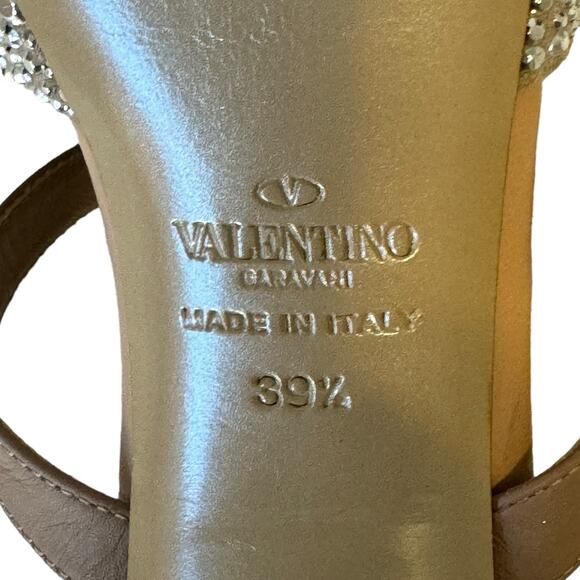 V
VALENTINO
GARAVANI
MADE IN ITALY
39½